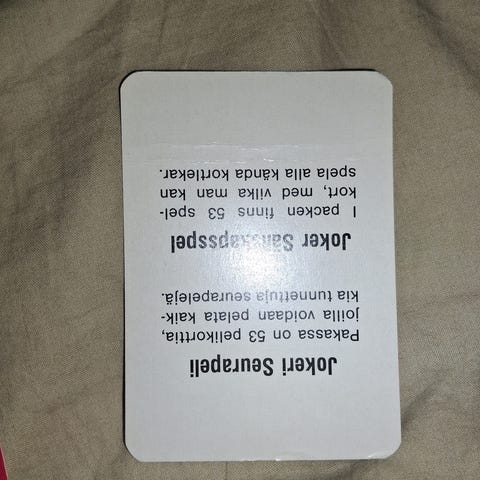 Jokeri Seurapeli
Pakassa on 53 pelikorttia,
joilla voidaan pelata kaik-
kia tunnettuja seurapelejä.
Joker Sällskapsspel
I packen finns 53 spel-
kort, med vilka man kan
spela alla kända kortlekar.